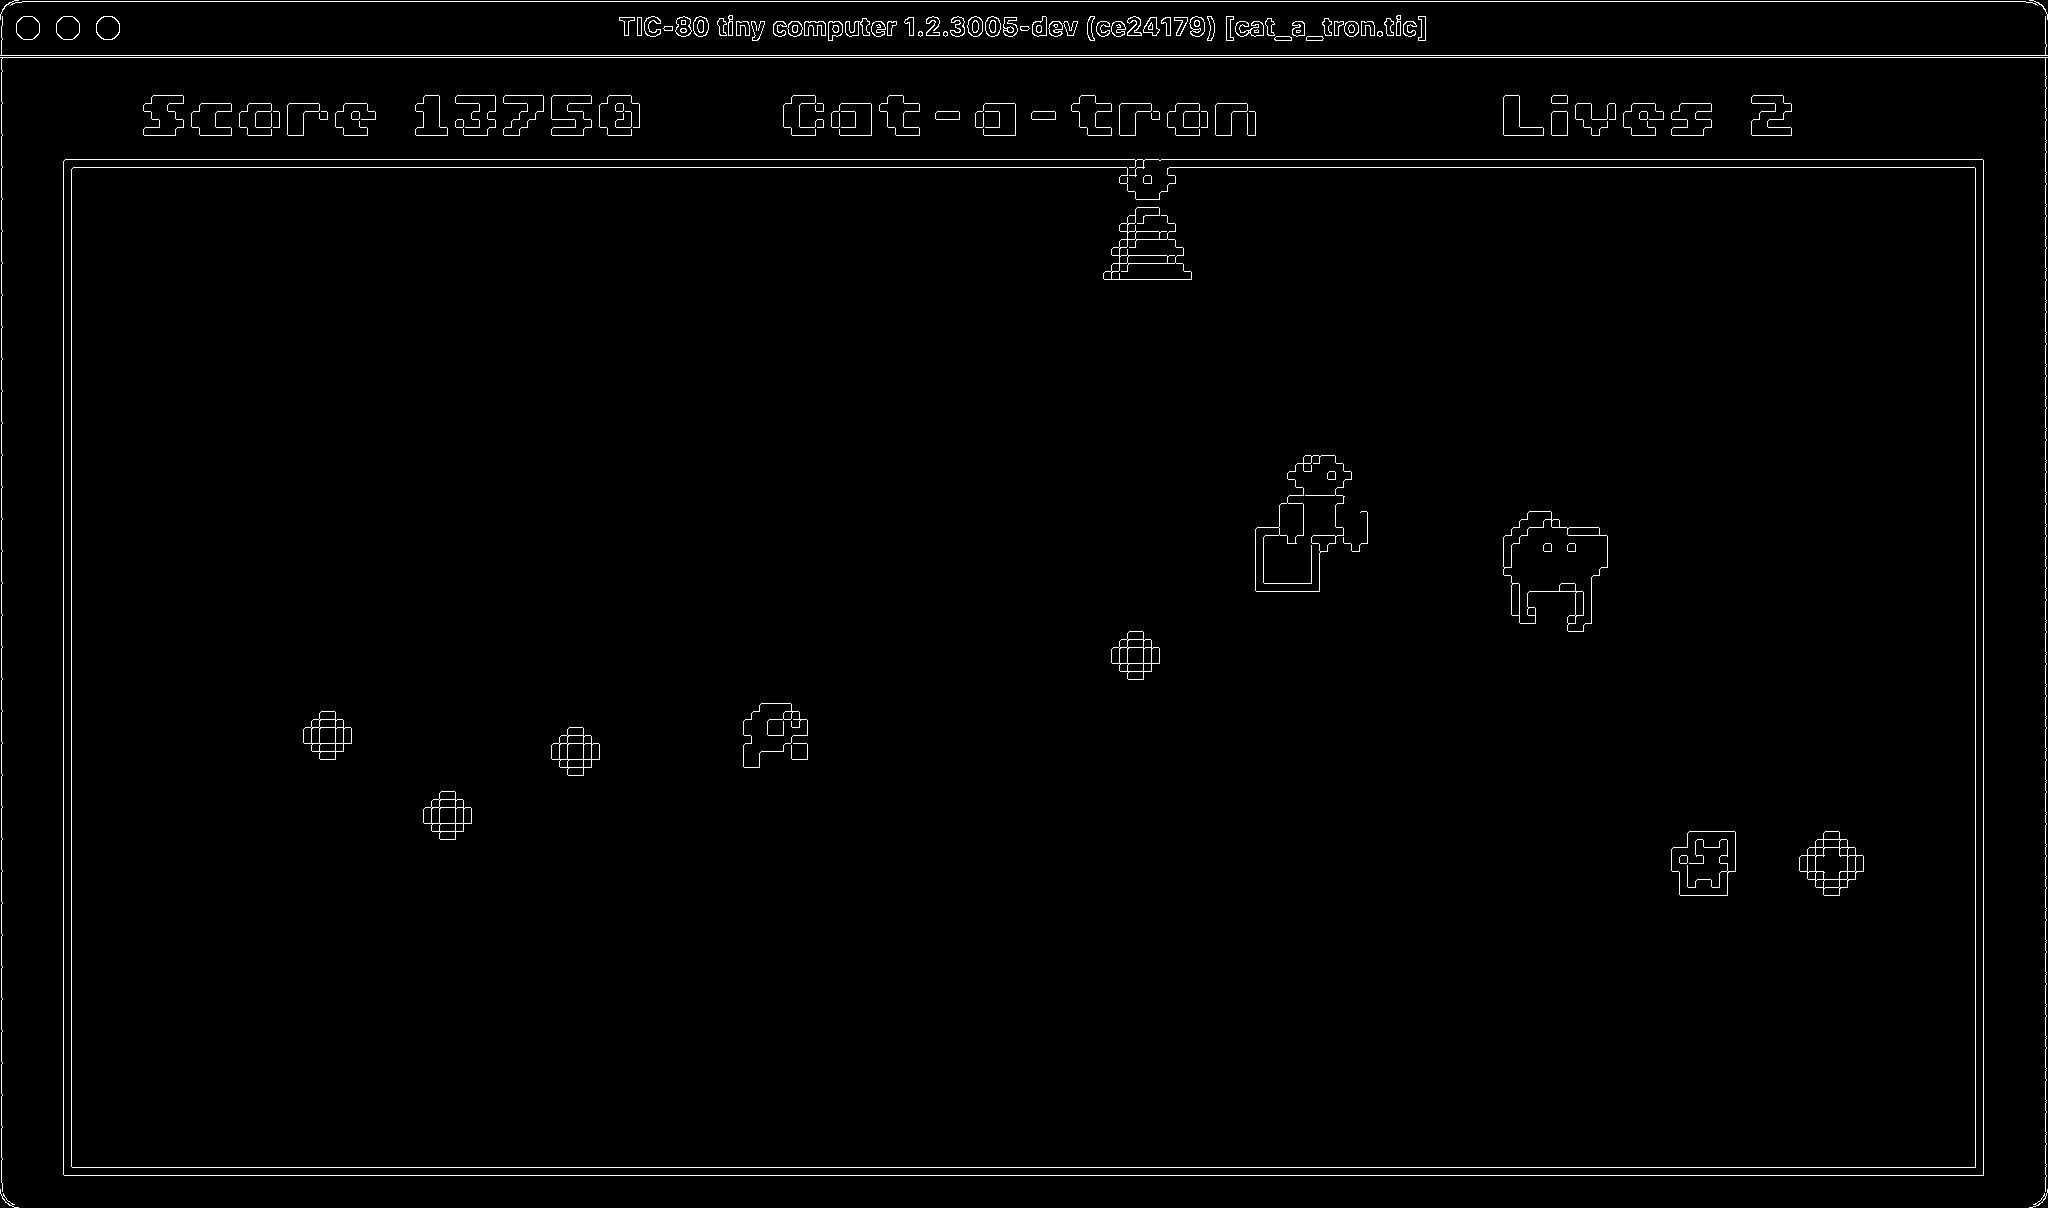 TIC-80 tiny computer 1.2.3005-dev (ce24179) [cat_a_tron.tic]
Score 13750 Cat-a-tron Lives 2